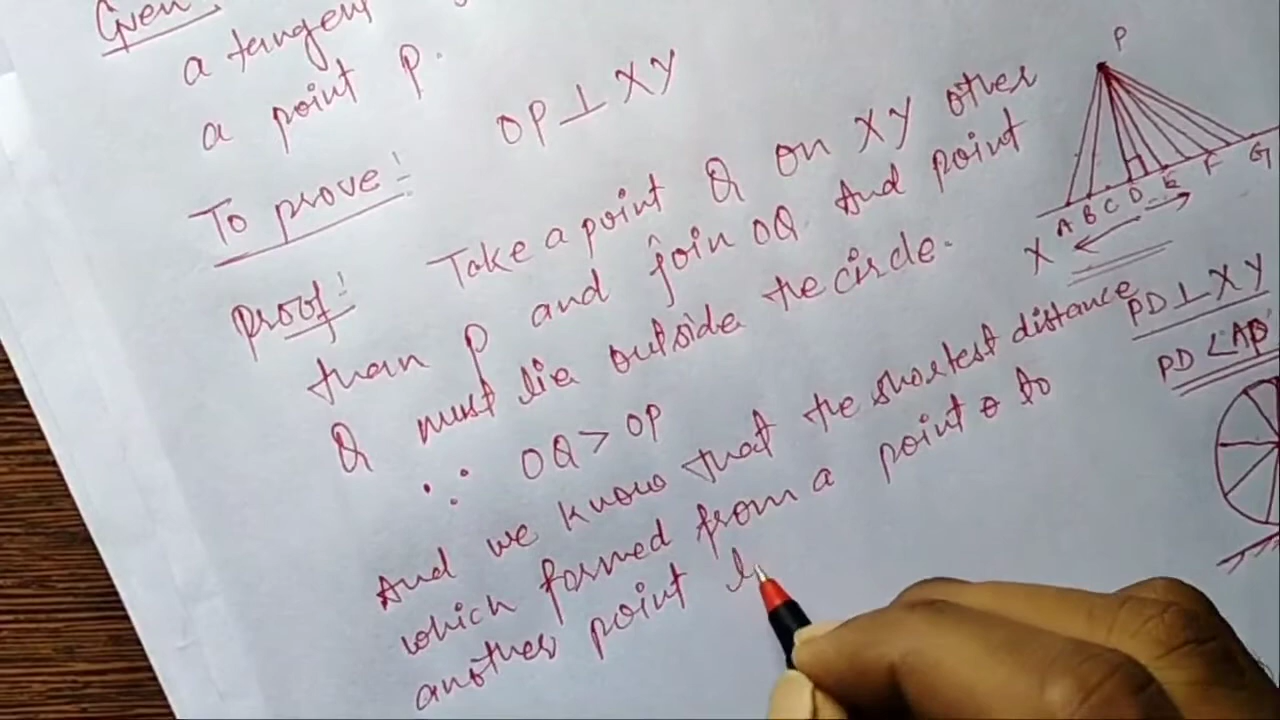 Given
a tangent
a point P.
To prove:- OP⊥XY
Proof:- Take a point Q on XY other
than P and join OQ. And point
Q must lie outside the circle.
∴ OQ > OP
And we know that the shortest distance
which formed from a point to
another point
P
A B C D E F G
X
PD⊥XY
PD < AP